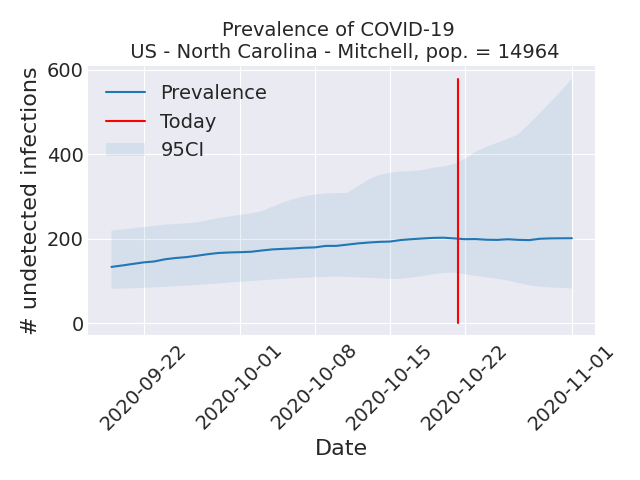 Prevalence of COVID-19
US - North Carolina - Mitchell, pop. = 14964
# undetected infections
600
400
200
0
Prevalence
Today
95CI
2020-09-22
2020-10-01
2020-10-08
2020-10-15
2020-10-22
2020-11-01
Date